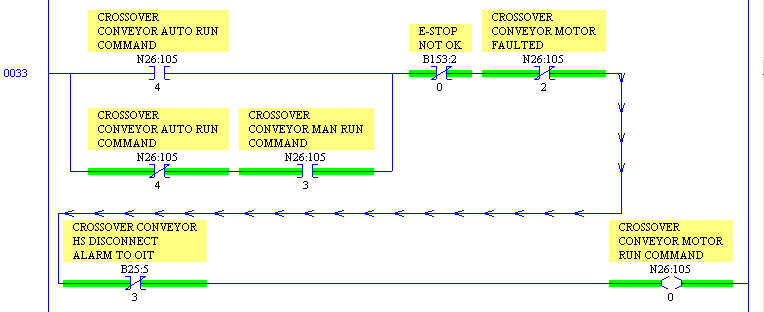 CROSSOVER
CONVEYOR AUTO RUN
COMMAND
N26:105
4
E-STOP
NOT OK
B153:2
0
CROSSOVER
CONVEYOR MOTOR
FAULTED
N26:105
2
0033
CROSSOVER
CONVEYOR AUTO RUN
COMMAND
N26:105
4
CROSSOVER
CONVEYOR MAN RUN
COMMAND
N26:105
3
CROSSOVER CONVEYOR
HS DISCONNECT
ALARM TO OIT
B25:5
3
CROSSOVER
CONVEYOR MOTOR
RUN COMMAND
N26:105
0